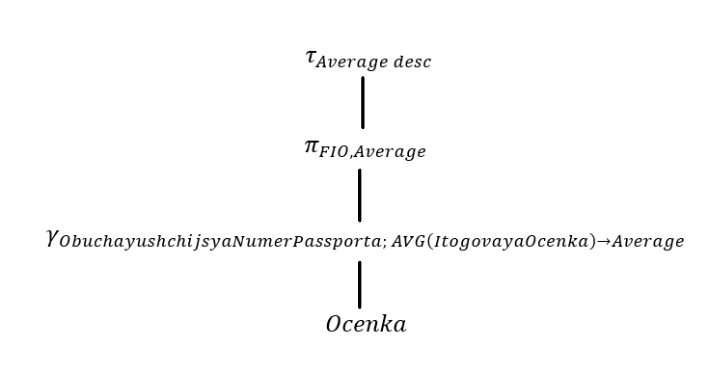 τAverage desc
πFIO,Average
γObuchayushchijsyaNumerPassporta; AVG(ItogovayaOcenka)→Average
Ocenka